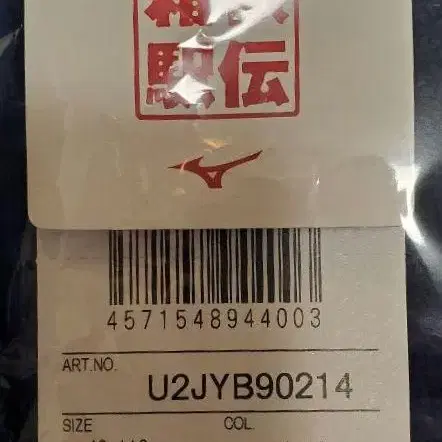 駅伝
4571548944003
ART.NO.
U2JYB90214
SIZE COL.